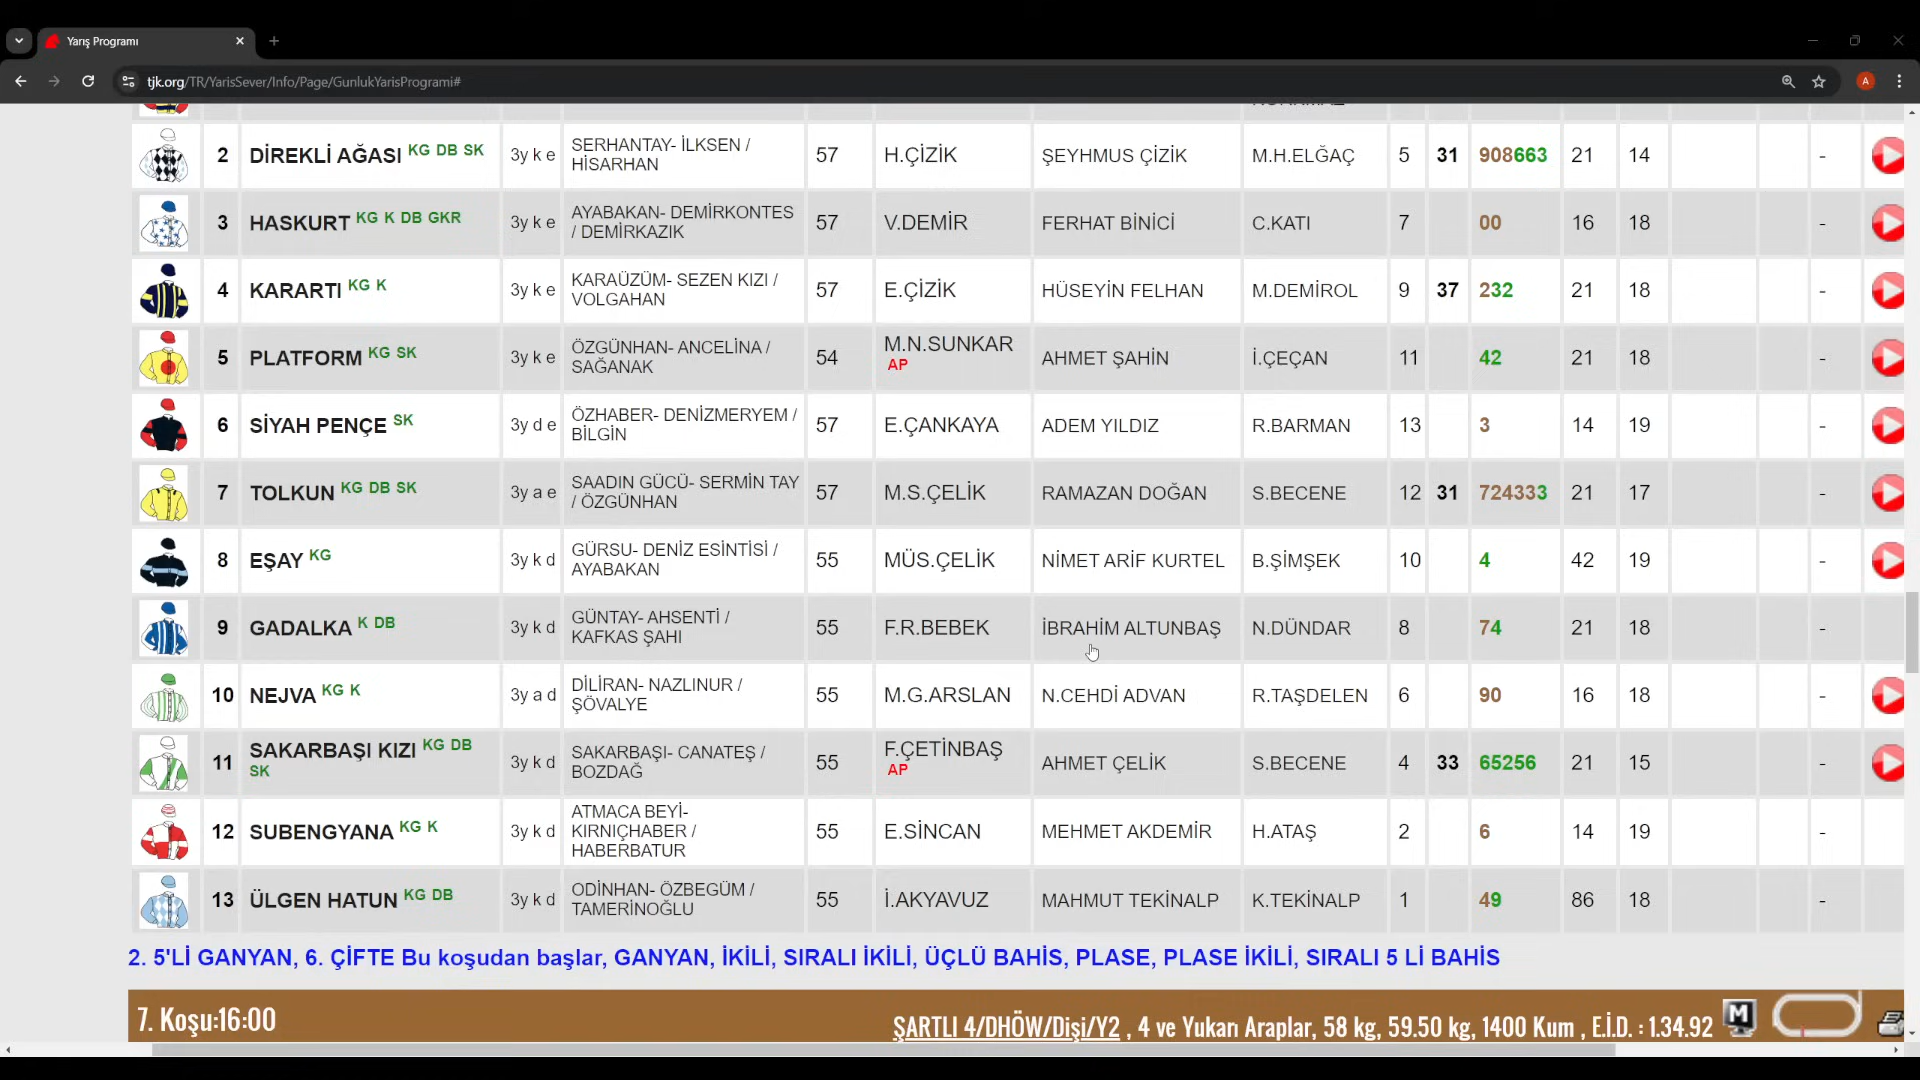 Yarış Programı
tjk.org/TR/YarisSever/Info/Page/GunlukYarisProgrami#
A
2 DİREKLİ AĞASI KG DB SK 3y k e SERHANTAY- İLKSEN / HİSARHAN 57 H.ÇİZİK ŞEYHMUS ÇİZİK M.H.ELĞAÇ 5 31 908663 21 14 -
3 HASKURT KG K DB GKR 3y k e AYABAKAN- DEMİRKONTES / DEMİRKAZIK 57 V.DEMİR FERHAT BİNİCİ C.KATI 7 00 16 18 -
4 KARARTI KG K 3y k e KARAÜZÜM- SEZEN KIZI / VOLGAHAN 57 E.ÇİZİK HÜSEYİN FELHAN M.DEMİROL 9 37 232 21 18 -
5 PLATFORM KG SK 3y k e ÖZGÜNHAN- ANCELİNA / SAĞANAK 54 M.N.SUNKAR AP AHMET ŞAHİN İ.ÇEÇAN 11 42 21 18 -
6 SİYAH PENÇE SK 3y d e ÖZHABER- DENİZMERYEM / BİLGİN 57 E.ÇANKAYA ADEM YILDIZ R.BARMAN 13 3 14 19 -
7 TOLKUN KG DB SK 3y a e SAADIN GÜCÜ- SERMİN TAY / ÖZGÜNHAN 57 M.S.ÇELİK RAMAZAN DOĞAN S.BECENE 12 31 724333 21 17 -
8 EŞAY KG 3y k d GÜRSU- DENİZ ESİNTİSİ / AYABAKAN 55 MÜS.ÇELİK NİMET ARİF KURTEL B.ŞİMŞEK 10 4 42 19 -
9 GADALKA K DB 3y k d GÜNTAY- AHSENTİ / KAFKAS ŞAHI 55 F.R.BEBEK İBRAHİM ALTUNBAŞ N.DÜNDAR 8 74 21 18 -
10 NEJVA KG K 3y a d DİLİRAN- NAZLINUR / ŞÖVALYE 55 M.G.ARSLAN N.CEHDİ ADVAN R.TAŞDELEN 6 90 16 18 -
11 SAKARBAŞI KIZI KG DB SK 3y k d SAKARBAŞI- CANATEŞ / BOZDAĞ 55 F.ÇETİNBAŞ AP AHMET ÇELİK S.BECENE 4 33 65256 21 15 -
12 SUBENGYANA KG K 3y k d ATMACA BEYİ- KIRNIÇHABER / HABERBATUR 55 E.SİNCAN MEHMET AKDEMİR H.ATAŞ 2 6 14 19 -
13 ÜLGEN HATUN KG DB 3y k d ODİNHAN- ÖZBEGÜM / TAMERİNOĞLU 55 İ.AKYAVUZ MAHMUT TEKİNALP K.TEKİNALP 1 49 86 18 -
2. 5'Lİ GANYAN, 6. ÇİFTE Bu koşudan başlar, GANYAN, İKİLİ, SIRALI İKİLİ, ÜÇLÜ BAHİS, PLASE, PLASE İKİLİ, SIRALI 5 Lİ BAHİS
7. Koşu:16:00
ŞARTLI 4/DHÖW/Dişi/Y2 , 4 ve Yukarı Araplar, 58 kg, 59.50 kg, 1400 Kum , E.İ.D. : 1.34.92 M